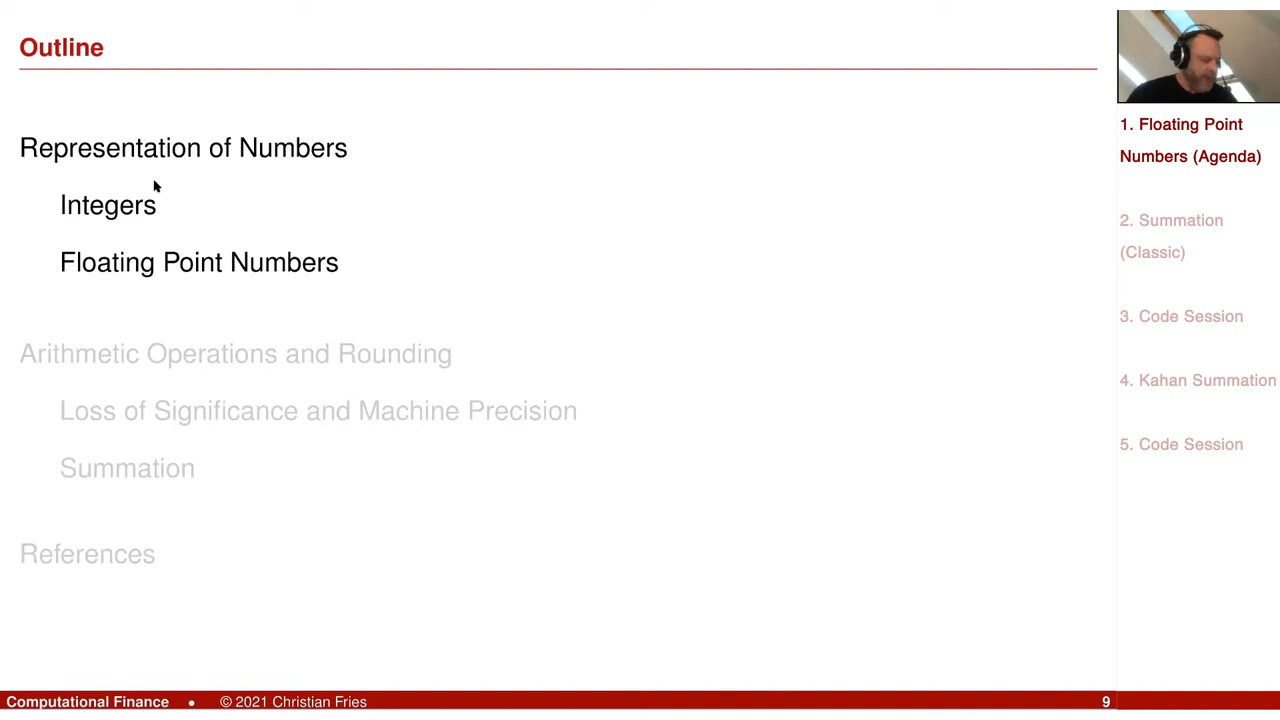 Outline
Representation of Numbers
Integers
Floating Point Numbers
Arithmetic Operations and Rounding
Loss of Significance and Machine Precision
Summation
References
1. Floating Point
Numbers (Agenda)
2. Summation
(Classic)
3. Code Session
4. Kahan Summation
5. Code Session
Computational Finance • © 2021 Christian Fries 9